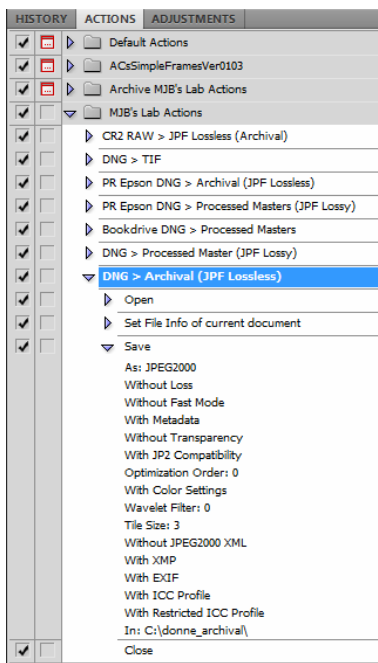 HISTORY ACTIONS ADJUSTMENTS
Default Actions
ACsSimpleFramesVer0103
Archive MJB's Lab Actions
MJB's Lab Actions
CR2 RAW > JPF Lossless (Archival)
DNG > TIF
PR Epson DNG > Archival (JPF Lossless)
PR Epson DNG > Processed Masters (JPF Lossy)
Bookdrive DNG > Processed Masters
DNG > Processed Master (JPF Lossy)
DNG > Archival (JPF Lossless)
Open
Set File Info of current document
Save
As: JPEG2000
Without Loss
Without Fast Mode
With Metadata
Without Transparency
With JP2 Compatibility
Optimization Order: 0
With Color Settings
Wavelet Filter: 0
Tile Size: 3
Without JPEG2000 XML
With XMP
With EXIF
With ICC Profile
With Restricted ICC Profile
In: C:\donne_archival\
Close